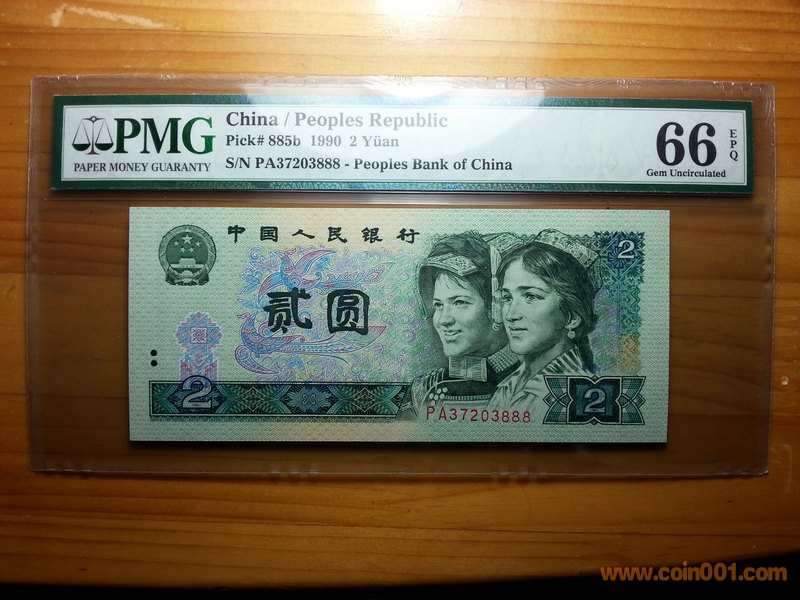 PMG
PAPER MONEY GUARANTY
China / Peoples Republic
Pick# 885b 1990 2 Yüan
S/N PA37203888 - Peoples Bank of China
66 EPQ
Gem Uncirculated
中国人民银行
2
贰圆
2
PA37203888
2
www.coin001.com